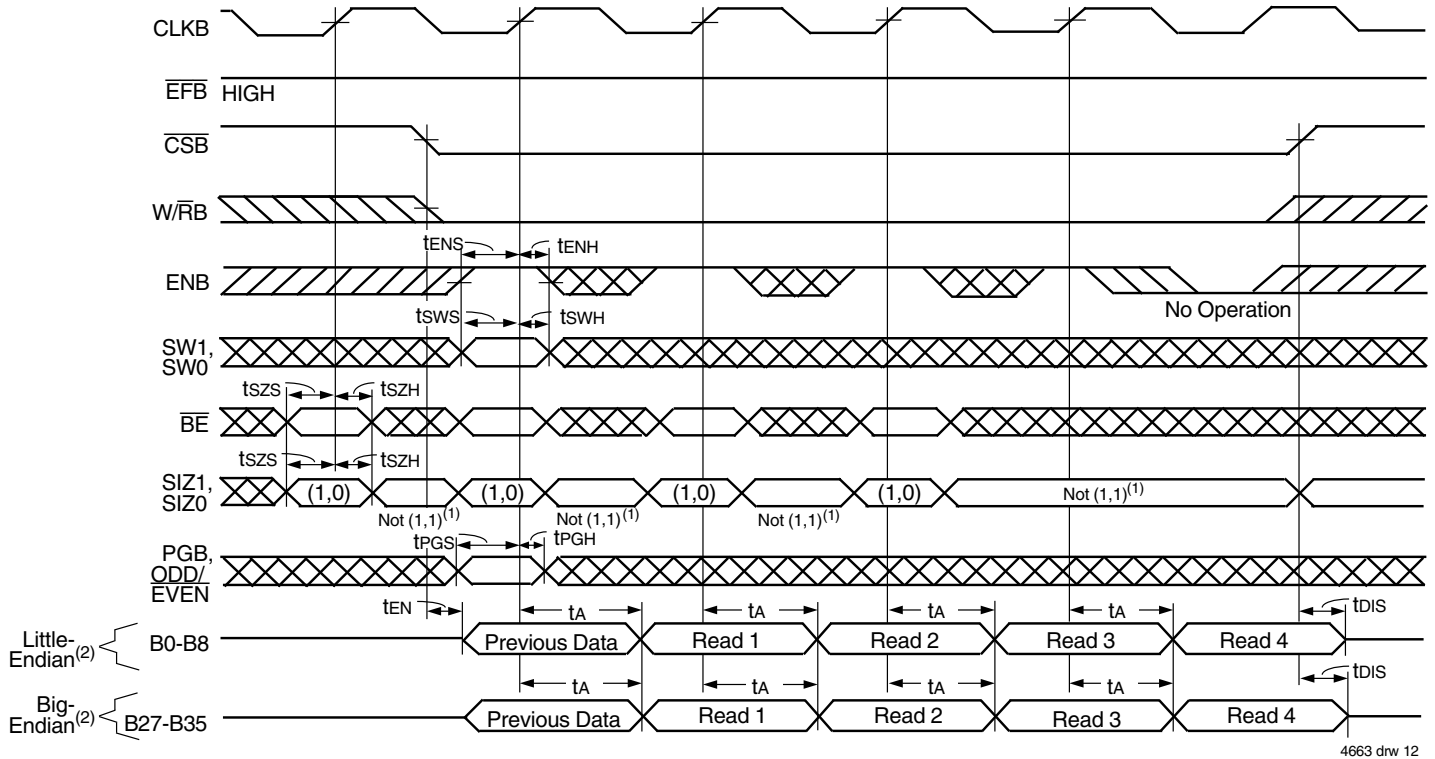 CLKB
EFB HIGH
CSB
W/RB
tENS tENH
ENB
No Operation
tSWS tSWH
SW1,
SW0
tSZS tSZH
BE
tSZS tSZH
SIZ1,
SIZ0
(1,0) (1,0) (1,0) (1,0) Not (1,1)(1)
Not (1,1)(1) Not (1,1)(1) Not (1,1)(1)
tPGS tPGH
PGB,
ODD/
EVEN
tEN tA tA tA tA tDIS
Little-
Endian(2) B0-B8 Previous Data Read 1 Read 2 Read 3 Read 4
tA tA tA tA tDIS
Big-
Endian(2) B27-B35 Previous Data Read 1 Read 2 Read 3 Read 4
4663 drw 12